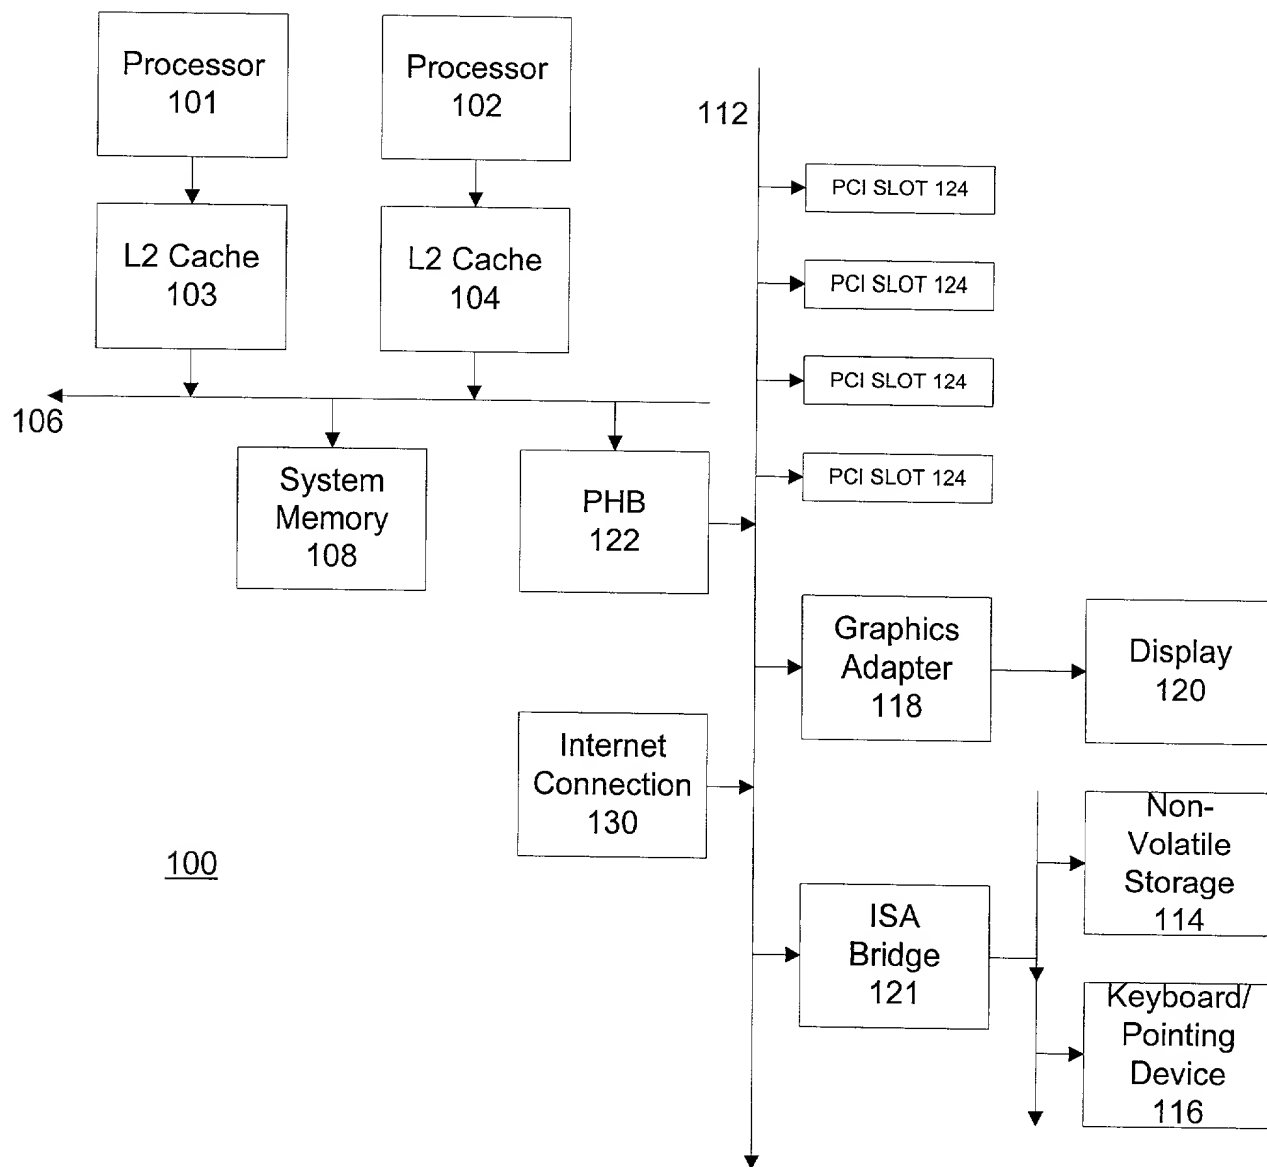 Processor
101
Processor
102
112
PCI SLOT 124
L2 Cache
103
L2 Cache
104
PCI SLOT 124
PCI SLOT 124
106
System
Memory
108
PHB
122
PCI SLOT 124
Graphics
Adapter
118
Display
120
Internet
Connection
130
Non-
Volatile
Storage
114
100
ISA
Bridge
121
Keyboard/
Pointing
Device
116